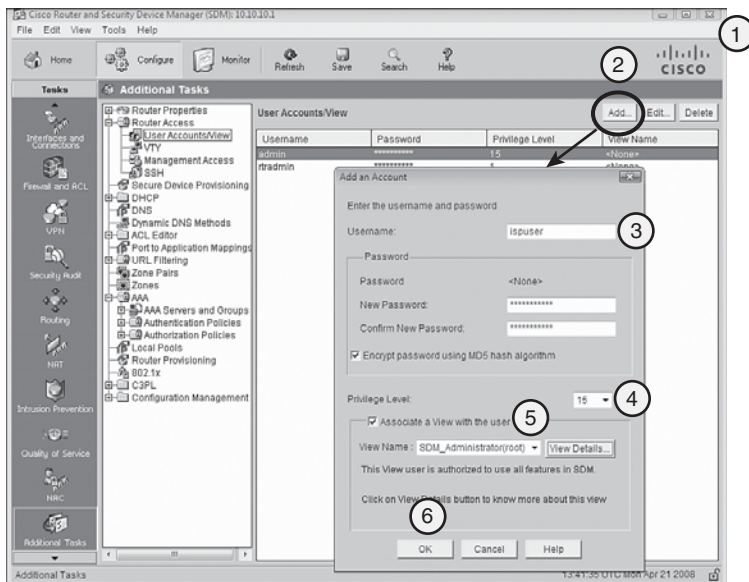 Cisco Router and Security Device Manager (SDM): 10.10.10.1
File Edit View Tools Help
1
Home Configure Monitor Refresh Save Search Help
CISCO
2
Tasks
Additional Tasks
Interfaces and Connections
Firewall and ACL
VPN
Security Audit
Routing
NAT
Intrusion Prevention
Quality of Service
NAC
Additional Tasks
Router Properties
Router Access
User Accounts/View
VTY
Management Access
SSH
Secure Device Provisioning
DHCP
DNS
Dynamic DNS Methods
ACL Editor
Port to Application Mappings
URL Filtering
Zone Pairs
Zones
AAA
AAA Servers and Groups
Authentication Policies
Authorization Policies
Local Pools
Router Provisioning
802.1x
C3PL
Configuration Management
User Accounts/View
Add... Edit... Delete
Username Password Privilege Level View Name
admin ********** 15 <None>
rtradmin ********** <None>
Add an Account
Enter the username and password
Username: ispuser
3
Password
Password <None>
New Password: ***********
Confirm New Password: ***********
Encrypt password using MD5 hash algorithm
Privilege Level: 15
4
Associate a View with the user
5
View Name : SDM_Administrator(root) View Details...
This View user is authorized to use all features in SDM.
Click on View Details button to know more about this view
6
OK Cancel Help
Additional Tasks
13:41:35 UTC Mon Apr 21 2008